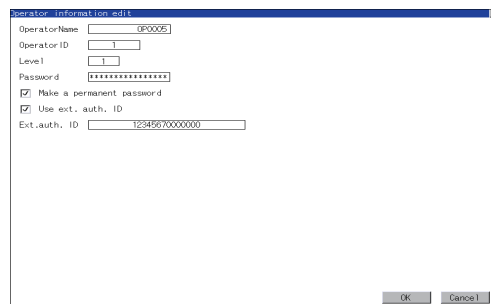 Operator information edit
OperatorName OP0005
OperatorID 1
Level 1
Password ****************
Make a permanent password
Use ext. auth. ID
Ext.auth. ID 12345670000000
OK Cancel